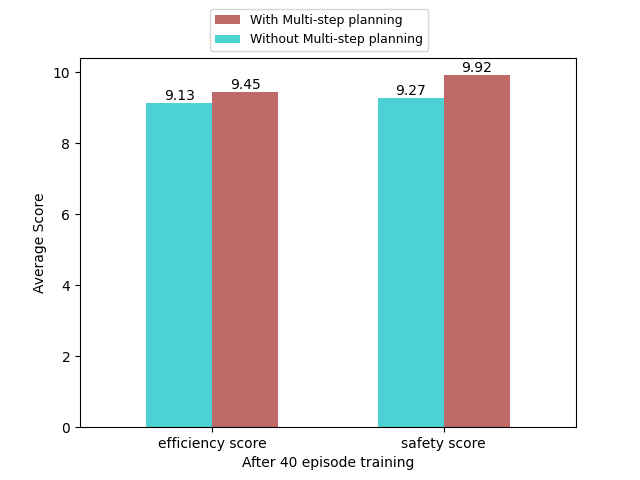 With Multi-step planning
Without Multi-step planning
10
8
6
4
2
0
Average Score
9.13
9.45
9.27
9.92
efficiency score
safety score
After 40 episode training